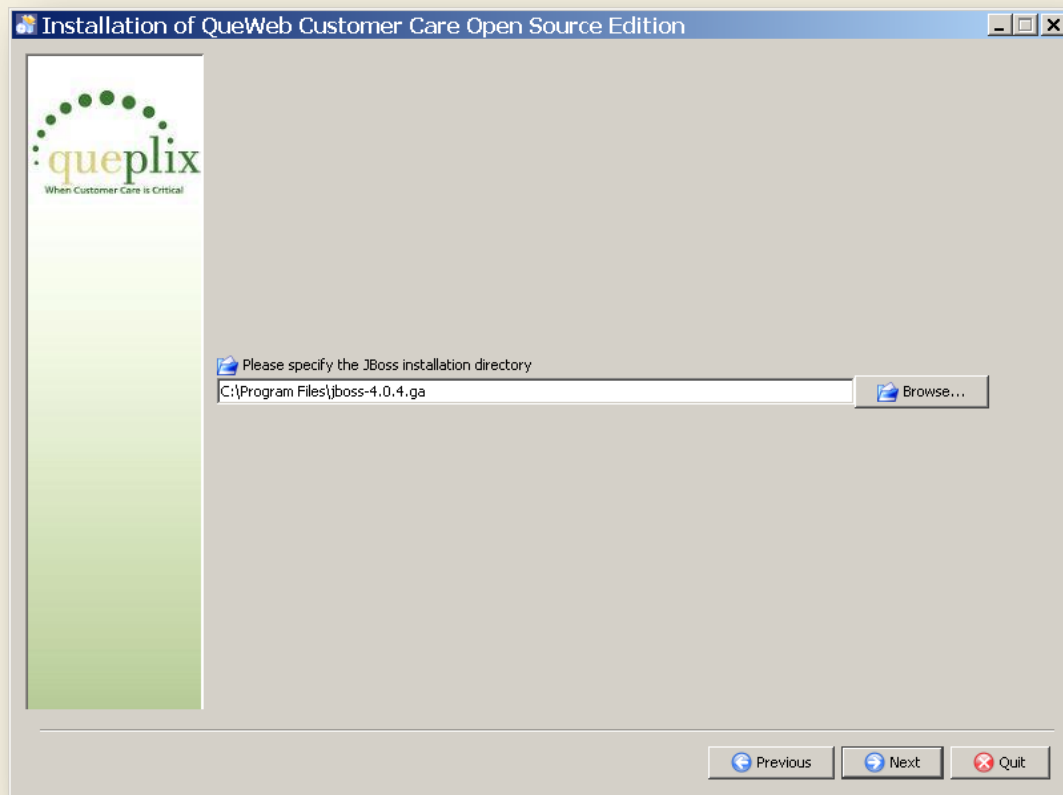 Installation of QueWeb Customer Care Open Source Edition
queplix
When Customer Care is Critical
Please specify the JBoss installation directory
C:\Program Files\jboss-4.0.4.ga
Browse...
Previous
Next
Quit